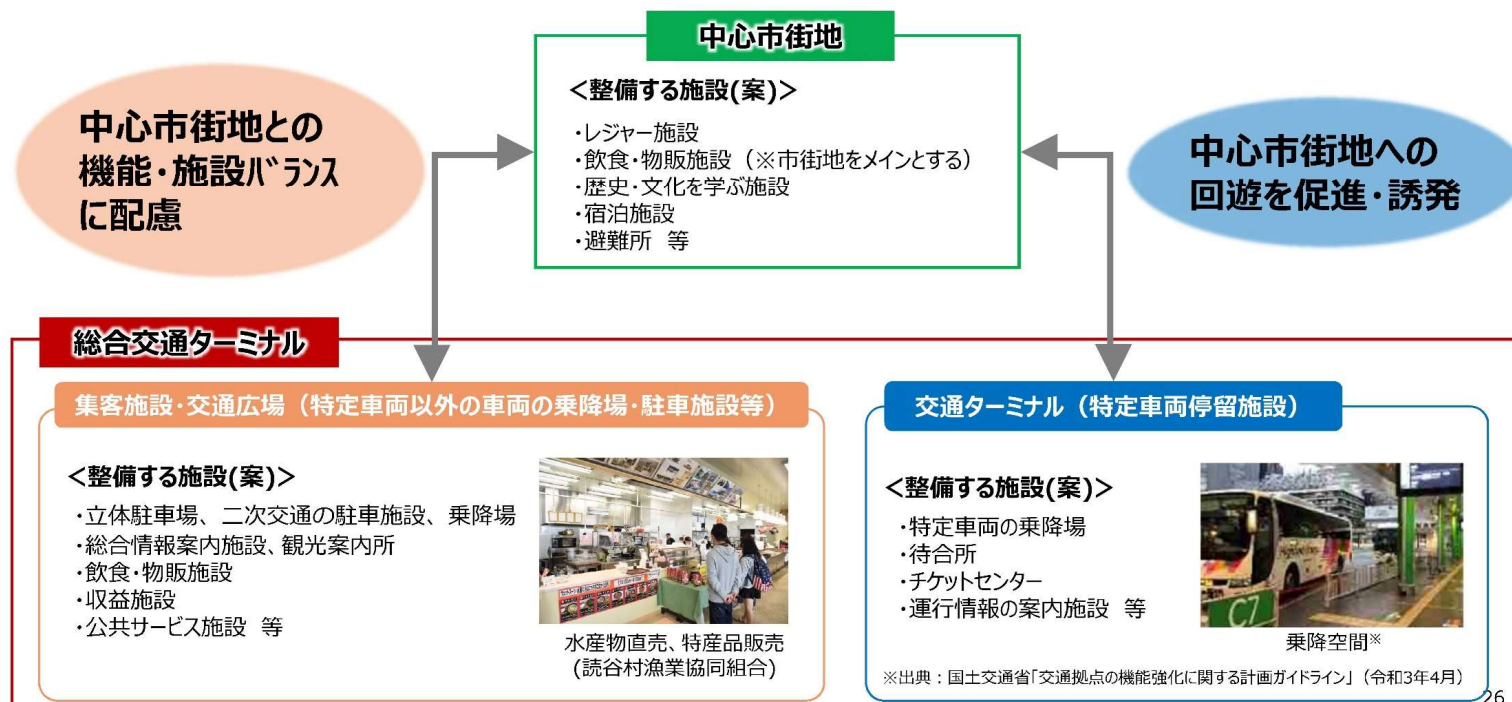 中心市街地
<整備する施設(案)>
・レジャー施設
・飲食・物販施設（※市街地をメインとする）
・歴史・文化を学ぶ施設
・宿泊施設
・避難所 等
中心市街地との
機能・施設ﾊﾞﾗﾝｽ
に配慮
中心市街地への
回遊を促進・誘発
総合交通ターミナル
集客施設・交通広場（特定車両以外の車両の乗降場・駐車施設等）
<整備する施設(案)>
・立体駐車場、二次交通の駐車施設、乗降場
・総合情報案内施設、観光案内所
・飲食・物販施設
・収益施設
・公共サービス施設 等
水産物直売、特産品販売
(読谷村漁業協同組合)
交通ターミナル（特定車両停留施設）
<整備する施設(案)>
・特定車両の乗降場
・待合所
・チケットセンター
・運行情報の案内施設 等
C7
乗降空間※
※出典：国土交通省「交通拠点の機能強化に関する計画ガイドライン」（令和3年4月）
26